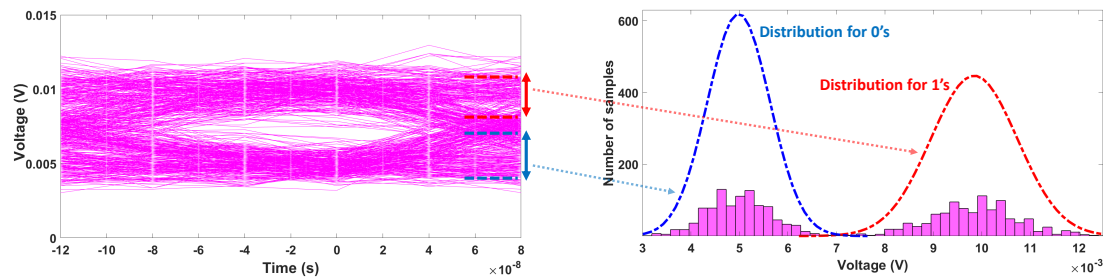 0.015
0.01
0.005
0
Voltage (V)
-12 -10 -8 -6 -4 -2 0 2 4 6 8
Time (s)
×10⁻⁸
600
400
200
Number of samples
Distribution for 0's
Distribution for 1's
3 4 5 6 7 8 9 10 11 12
Voltage (V)
×10⁻³